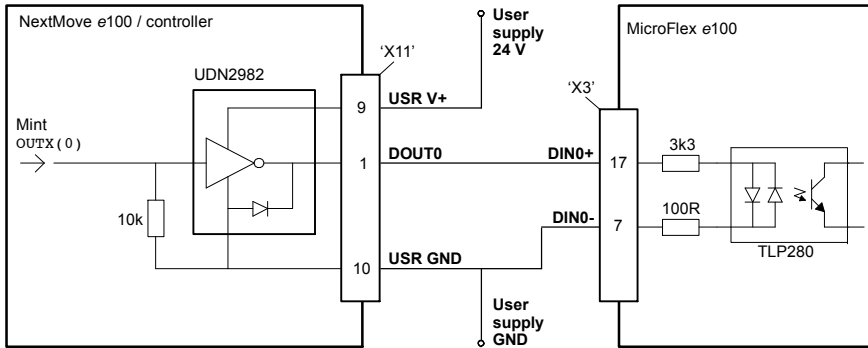 NextMove e100 / controller
'X11'
User
supply
24 V
MicroFlex e100
UDN2982
'X3'
9
USR V+
Mint
OUTX(0)
1
DOUT0
DIN0+
17
3k3
10k
DIN0-
7
100R
TLP280
10
USR GND
User
supply
GND